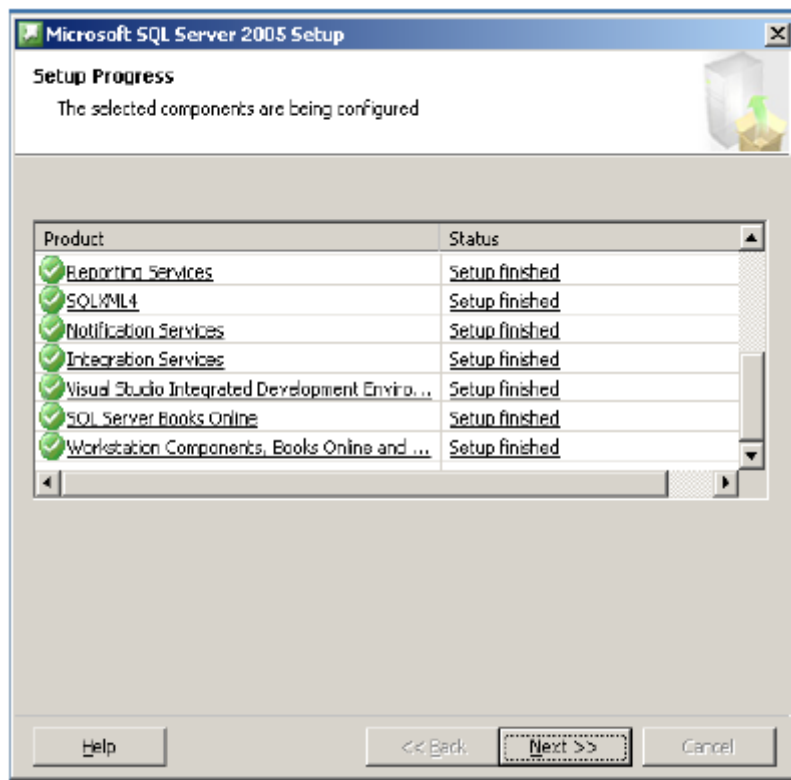 Microsoft SQL Server 2005 Setup
Setup Progress
The selected components are being configured
Product Status
Reporting Services Setup finished
SQLXML4 Setup finished
Notification Services Setup finished
Integration Services Setup finished
Visual Studio Integrated Development Enviro... Setup finished
SQL Server Books Online Setup finished
Workstation Components, Books Online and ... Setup finished
Help << Back Next >> Cancel